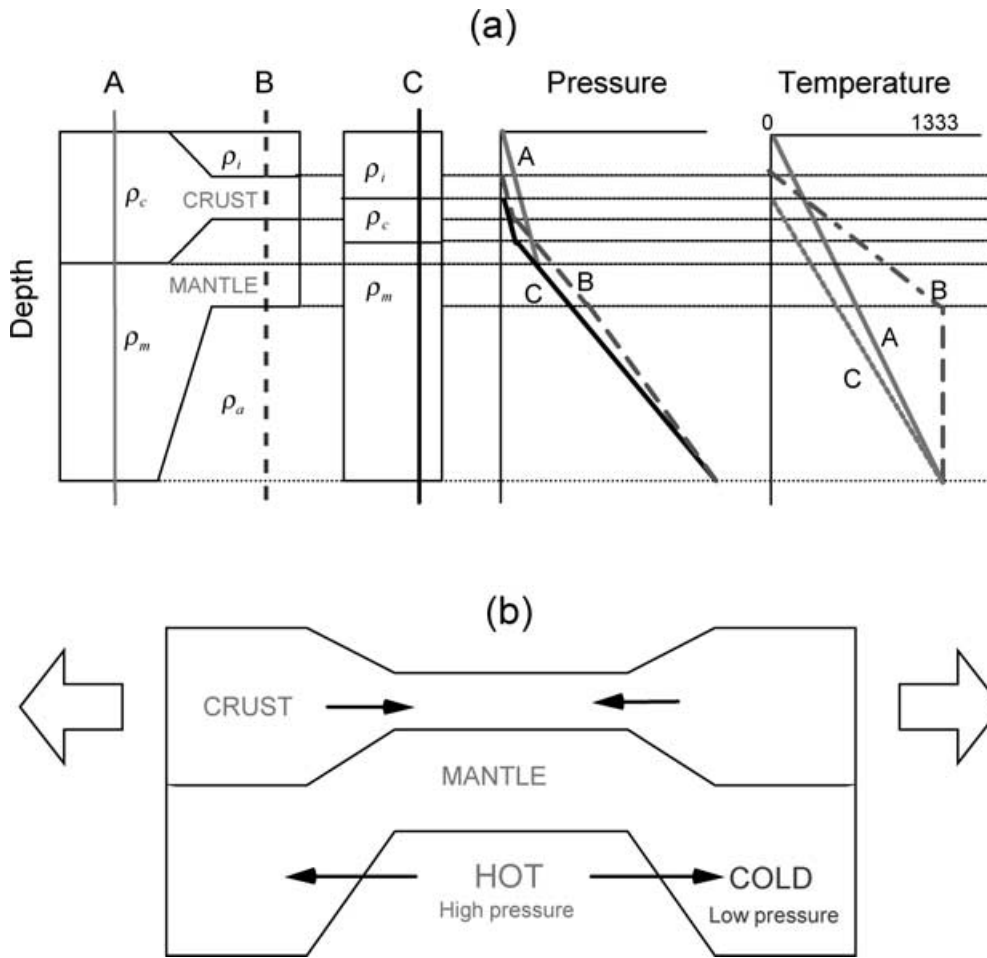 (a)
A B C Pressure Temperature
0 1333
ρi ρi A
ρc CRUST
ρc
MANTLE B B
ρm C A
ρm C
ρa
Depth
(b)
CRUST
MANTLE
HOT COLD
High pressure Low pressure